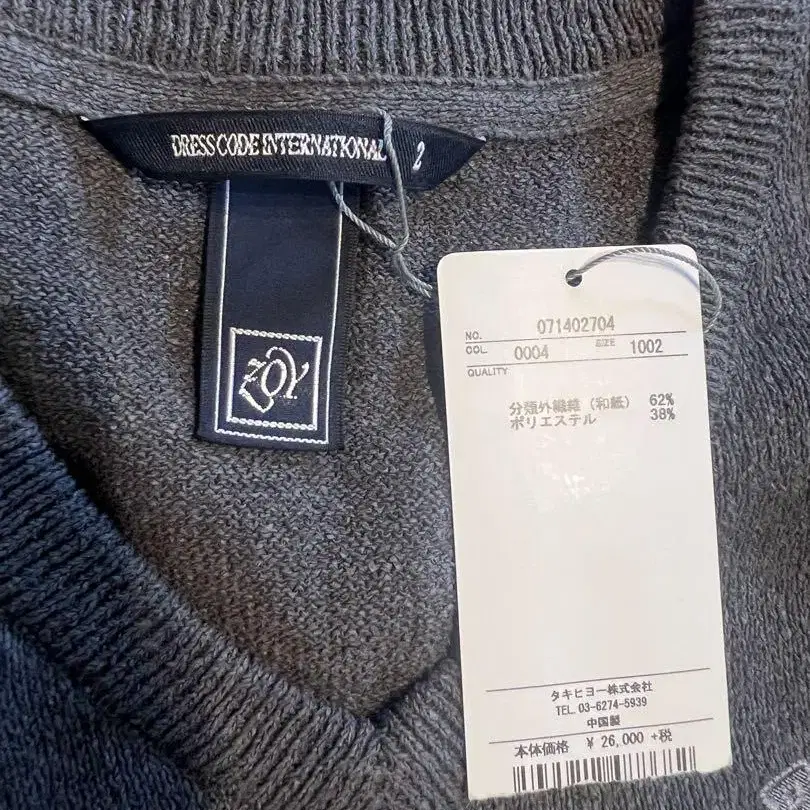 DRESS CODE INTERNATIONAL 2
ZOY
NO. 071402704
COL. 0004 SIZE 1002
QUALITY
分類外繊維（和紙） 62%
ポリエステル 38%
タキヒヨー株式会社
TEL. 03-6274-5939
中国製
本体価格 ¥ 26,000 +税